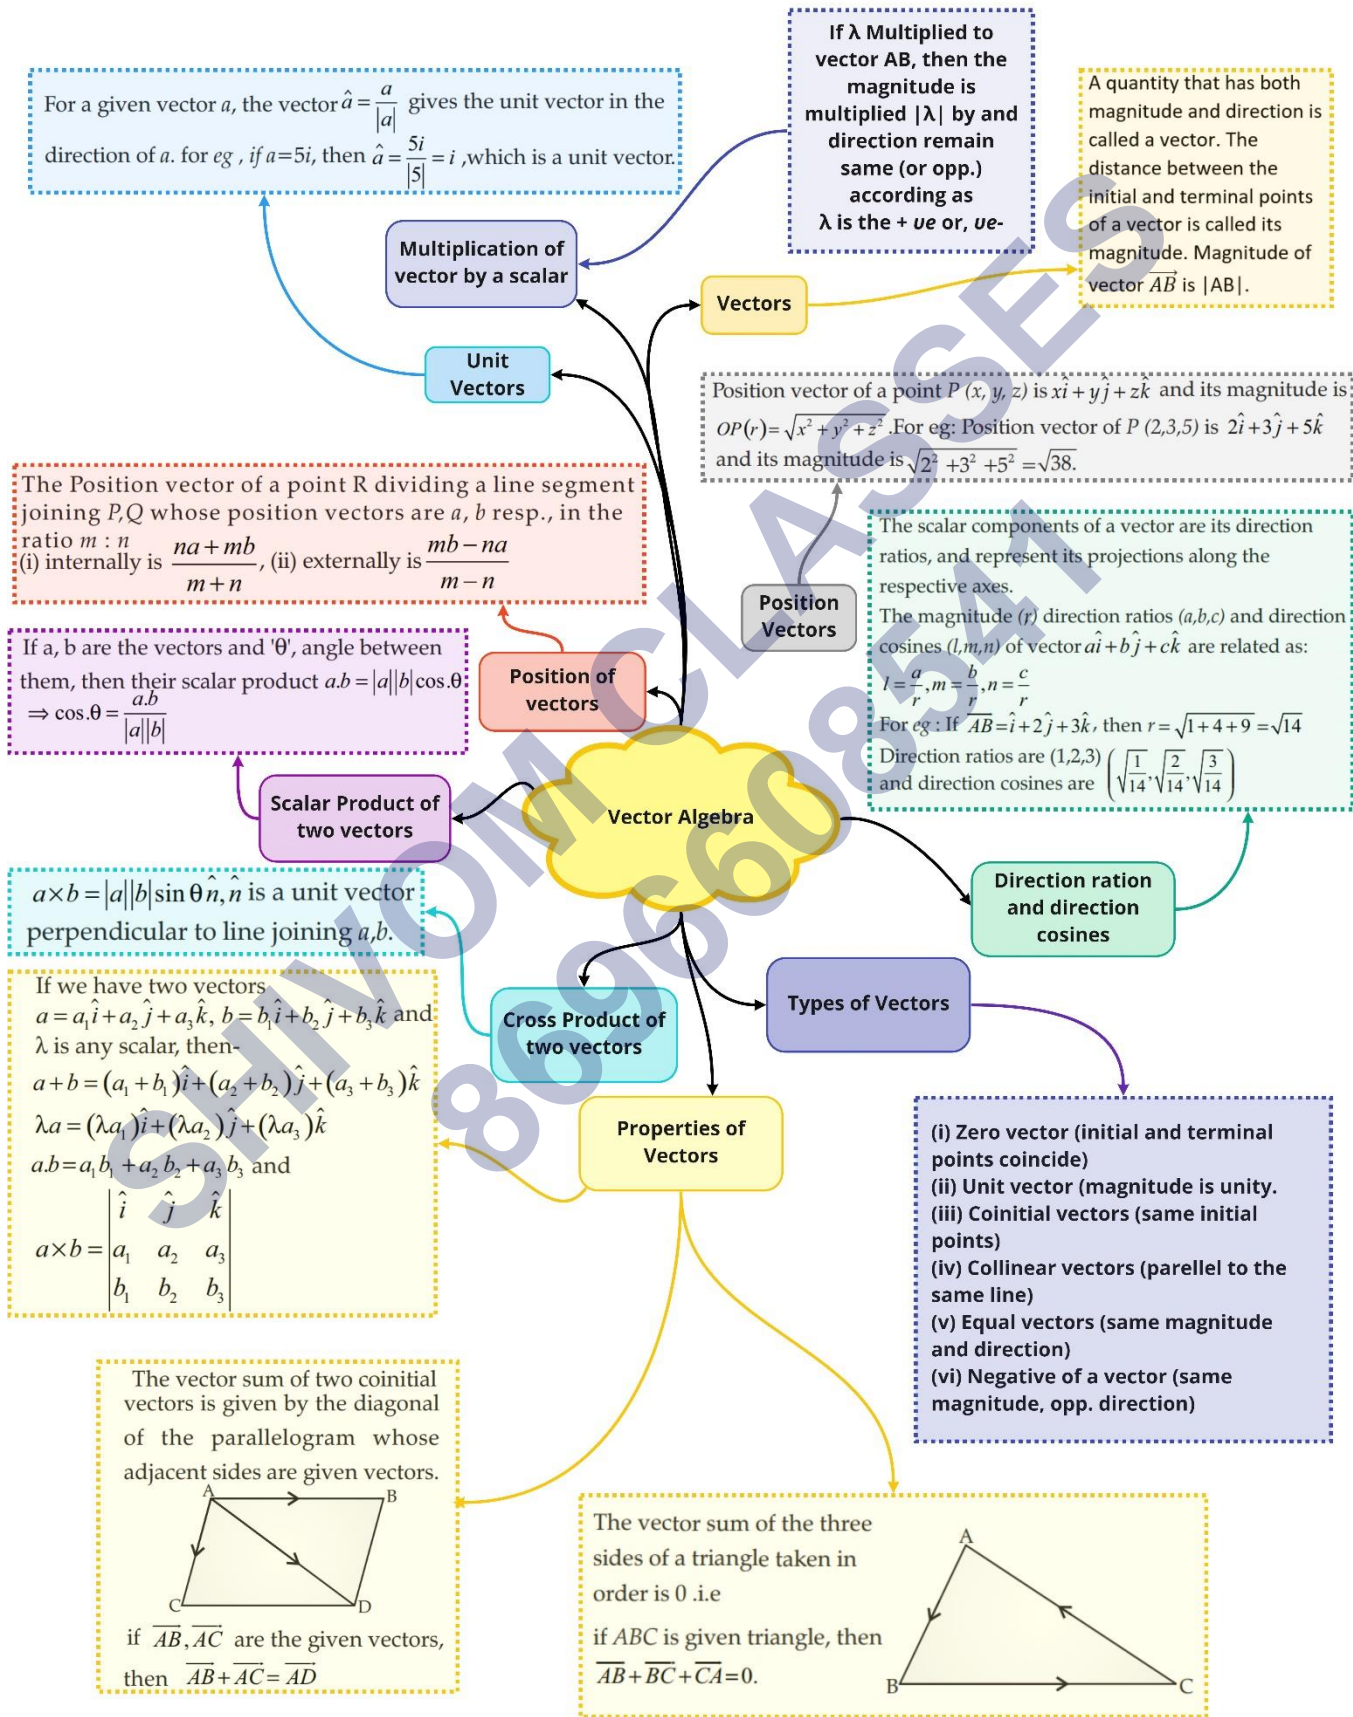 If λ Multiplied to
vector AB, then the
magnitude is
multiplied |λ| by and
direction remain
same (or opp.)
according as
λ is the + ve or, ve-
For a given vector a, the vector â = a/|a| gives the unit vector in the
direction of a. for eg , if a=5i, then â = 5i/|5| = i ,which is a unit vector.
A quantity that has both
magnitude and direction is
called a vector. The
distance between the
initial and terminal points
of a vector is called its
magnitude. Magnitude of
vector \overrightarrow{AB} is |AB|.
Multiplication of
vector by a scalar
Vectors
Unit
Vectors
Position vector of a point P (x, y, z) is xî + yĵ + zk̂ and its magnitude is
OP(r)= √(x² + y² + z²) .For eg: Position vector of P (2,3,5) is 2î+3ĵ+5k̂
and its magnitude is √(2² +3² +5²) =√38.
The Position vector of a point R dividing a line segment
joining P,Q whose position vectors are a, b resp., in the
ratio m : n
(i) internally is (na+mb)/(m+n), (ii) externally is (mb−na)/(m−n)
The scalar components of a vector are its direction
ratios, and represent its projections along the
respective axes.
The magnitude (r) direction ratios (a,b,c) and direction
cosines (l,m,n) of vector aî+bĵ+ck̂ are related as:
l = a/r, m = b/r, n = c/r
For eg : If \overline{AB}=î+2ĵ+3k̂, then r=√(1+4+9)=√14
Direction ratios are (1,2,3)
and direction cosines are (√(1/14), √(2/14), √(3/14))
Position
Vectors
If a, b are the vectors and 'θ', angle between
them, then their scalar product a.b=|a||b|cos.θ
⇒ cos.θ = a.b/(|a||b|)
Position of
vectors
Scalar Product of
two vectors
Vector Algebra
Direction ration
and direction
cosines
a×b=|a||b|sin θ n̂, n̂ is a unit vector
perpendicular to line joining a,b.
Cross Product of
two vectors
Types of Vectors
If we have two vectors
a=a₁î+a₂ĵ+a₃k̂, b=b₁î+b₂ĵ+b₃k̂ and
λ is any scalar, then-
a+b=(a₁+b₁)î+(a₂+b₂)ĵ+(a₃+b₃)k̂
λa=(λa₁)î+(λa₂)ĵ+(λa₃)k̂
a.b=a₁b₁+a₂b₂+a₃b₃ and
a×b = |î ĵ k̂|
|a₁ a₂ a₃|
|b₁ b₂ b₃|
Properties of
Vectors
(i) Zero vector (initial and terminal
points coincide)
(ii) Unit vector (magnitude is unity.
(iii) Coinitial vectors (same initial
points)
(iv) Collinear vectors (parellel to the
same line)
(v) Equal vectors (same magnitude
and direction)
(vi) Negative of a vector (same
magnitude, opp. direction)
The vector sum of two coinitial
vectors is given by the diagonal
of the parallelogram whose
adjacent sides are given vectors.
A
B
C
D
if \overrightarrow{AB}, \overrightarrow{AC} are the given vectors,
then \overline{AB}+\overline{AC}=\overline{AD}
The vector sum of the three
sides of a triangle taken in
order is 0 .i.e
if ABC is given triangle, then
\overline{AB}+\overline{BC}+\overline{CA}=0.
A
B
C
SHIVOM CLASSES
8696608541